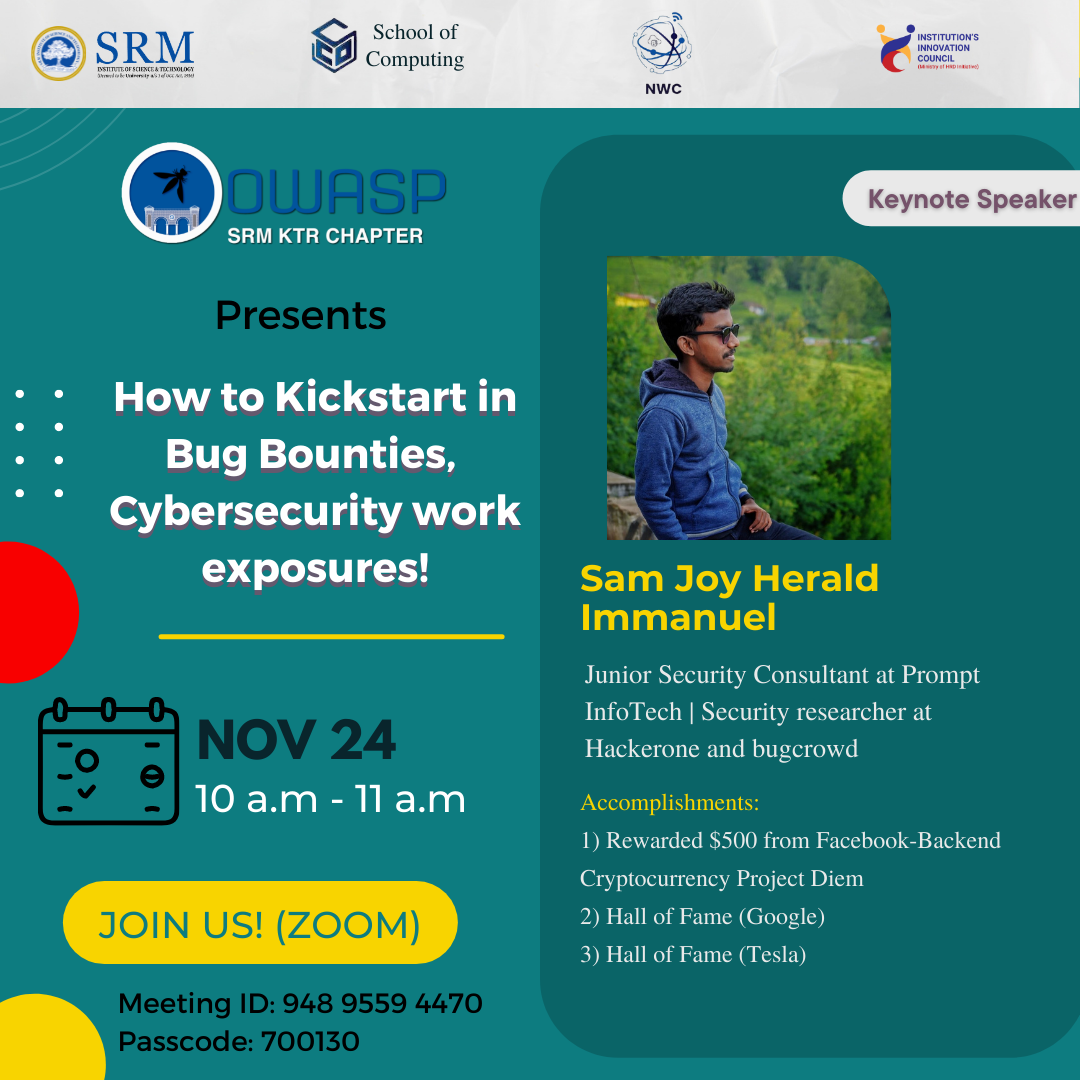 SRM
INSTITUTE OF SCIENCE & TECHNOLOGY
(Deemed to be University u/s 3 of UGC Act, 1956)
School of
Computing
NWC
INSTITUTION'S
INNOVATION
COUNCIL
(Ministry of HRD Initiative)
OWASP
SRM KTR CHAPTER
Presents
How to Kickstart in
Bug Bounties,
Cybersecurity work
exposures!
NOV 24
10 a.m - 11 a.m
JOIN US! (ZOOM)
Meeting ID: 948 9559 4470
Passcode: 700130
Keynote Speaker
Sam Joy Herald
Immanuel
Junior Security Consultant at Prompt
InfoTech | Security researcher at
Hackerone and bugcrowd
Accomplishments:
1) Rewarded $500 from Facebook-Backend
Cryptocurrency Project Diem
2) Hall of Fame (Google)
3) Hall of Fame (Tesla)